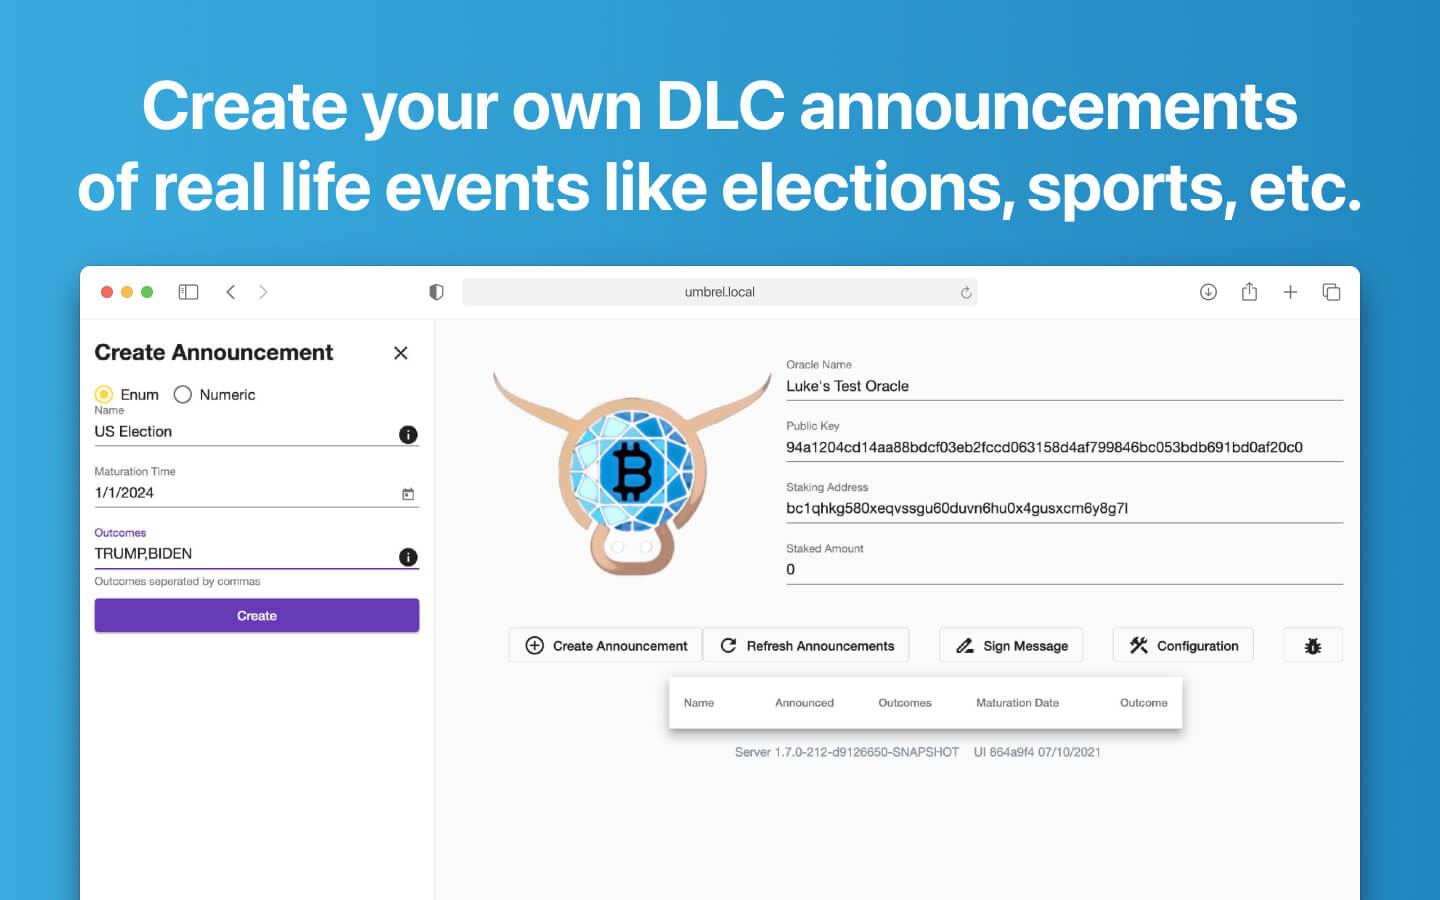 Create your own DLC announcements
of real life events like elections, sports, etc.
umbrel.local
Create Announcement
Enum
Numeric
Name
US Election
Maturation Time
1/1/2024
Outcomes
TRUMP,BIDEN
Outcomes seperated by commas
Create
Oracle Name
Luke's Test Oracle
Public Key
94a1204cd14aa88bdcf03eb2fccd063158d4af799846bc053bdb691bd0af20c0
Staking Address
bc1qhkg580xeqvssgu60duvn6hu0x4gusxcm6y8g7l
Staked Amount
0
Create Announcement
Refresh Announcements
Sign Message
Configuration
Name Announced Outcomes Maturation Date Outcome
Server 1.7.0-212-d9126650-SNAPSHOT UI 864a9f4 07/10/2021